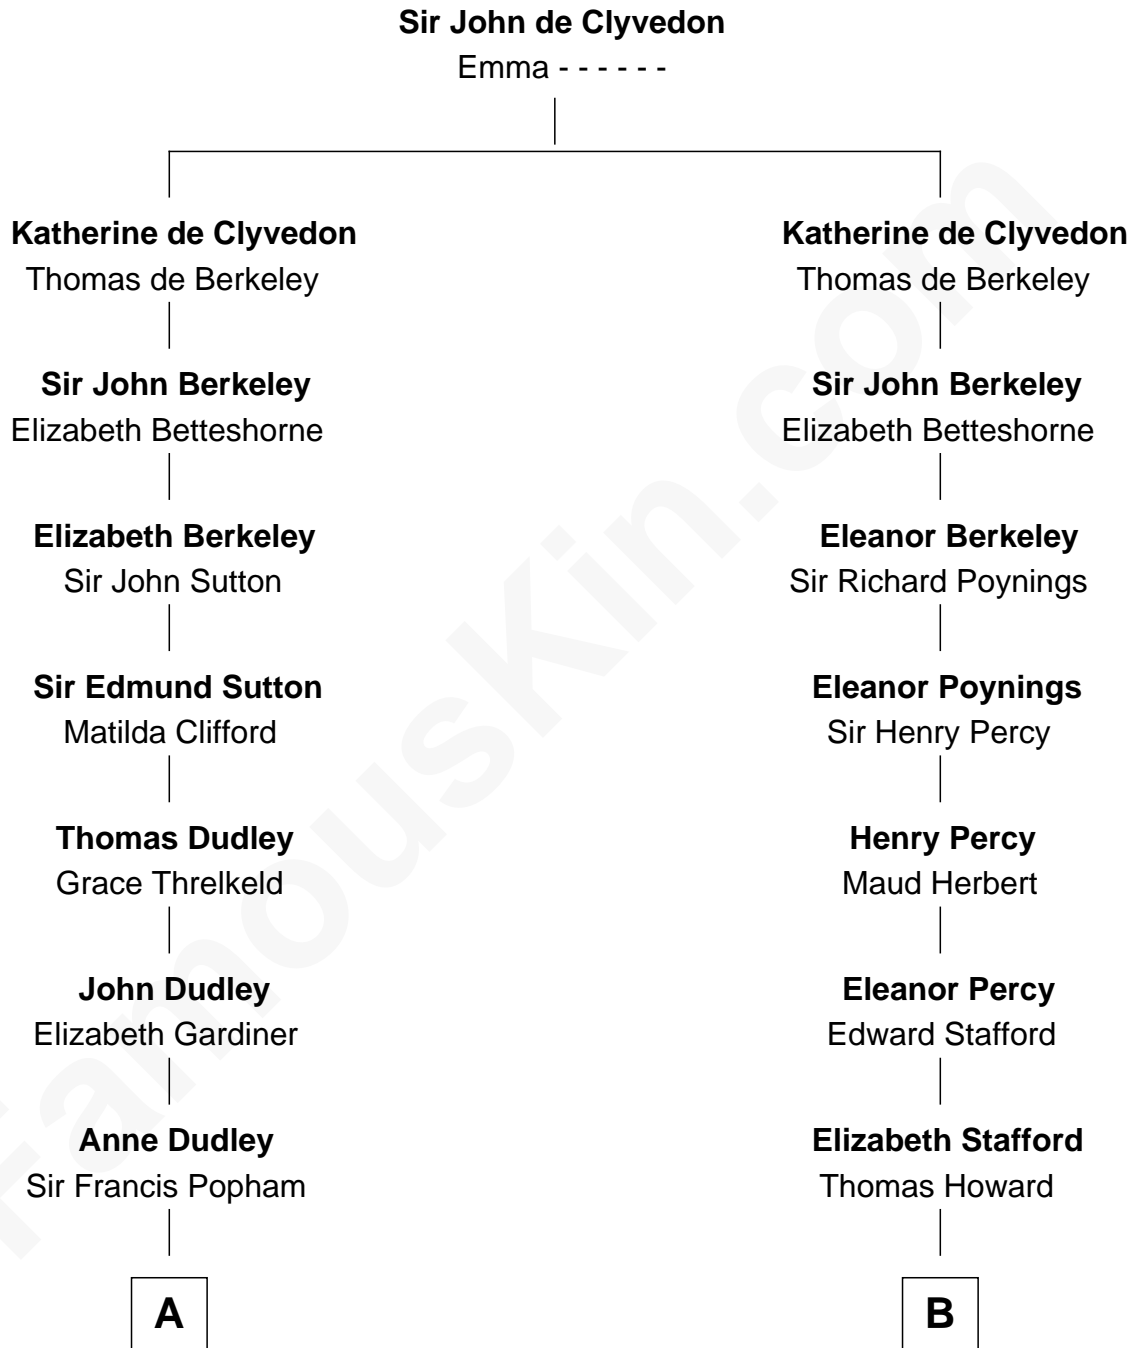 Sir John de Clyvedon
Emma - - - - - -
Katherine de Clyvedon
Thomas de Berkeley
Sir John Berkeley
Elizabeth Betteshorne
Elizabeth Berkeley
Sir John Sutton
Sir Edmund Sutton
Matilda Clifford
Thomas Dudley
Grace Threlkeld
John Dudley
Elizabeth Gardiner
Anne Dudley
Sir Francis Popham
A
Katherine de Clyvedon
Thomas de Berkeley
Sir John Berkeley
Elizabeth Betteshorne
Eleanor Berkeley
Sir Richard Poynings
Eleanor Poynings
Sir Henry Percy
Henry Percy
Maud Herbert
Eleanor Percy
Edward Stafford
Elizabeth Stafford
Thomas Howard
B
FamousKin.com